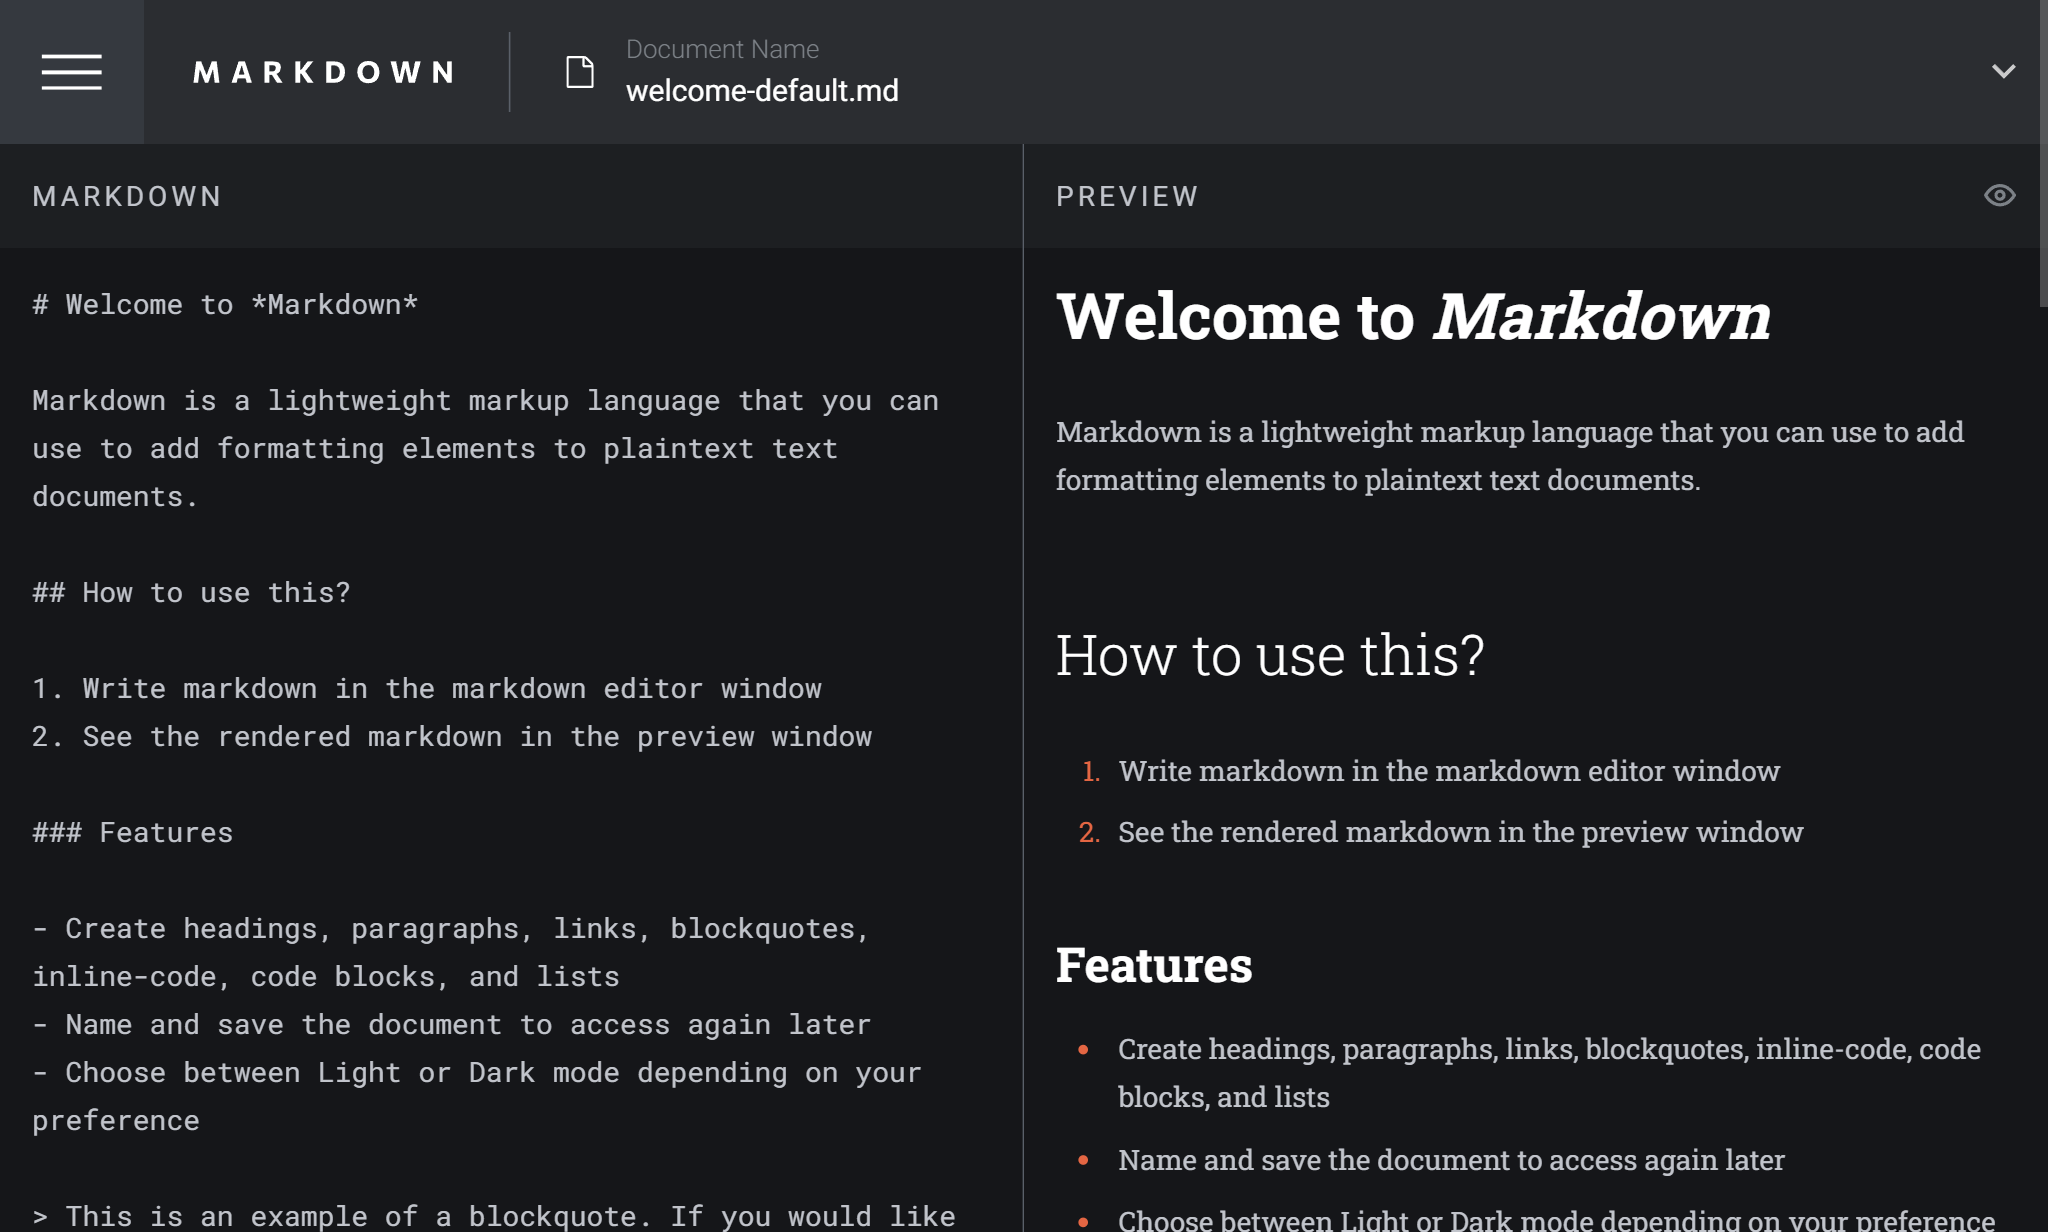 MARKDOWN
Document Name
welcome-default.md
MARKDOWN
# Welcome to *Markdown*
Markdown is a lightweight markup language that you can
use to add formatting elements to plaintext text
documents.
## How to use this?
1. Write markdown in the markdown editor window
2. See the rendered markdown in the preview window
### Features
- Create headings, paragraphs, links, blockquotes,
inline-code, code blocks, and lists
- Name and save the document to access again later
- Choose between Light or Dark mode depending on your
preference
> This is an example of a blockquote. If you would like
PREVIEW
Welcome to Markdown
Markdown is a lightweight markup language that you can use to add
formatting elements to plaintext text documents.
How to use this?
1. Write markdown in the markdown editor window
2. See the rendered markdown in the preview window
Features
• Create headings, paragraphs, links, blockquotes, inline-code, code
blocks, and lists
• Name and save the document to access again later
• Choose between Light or Dark mode depending on your preference